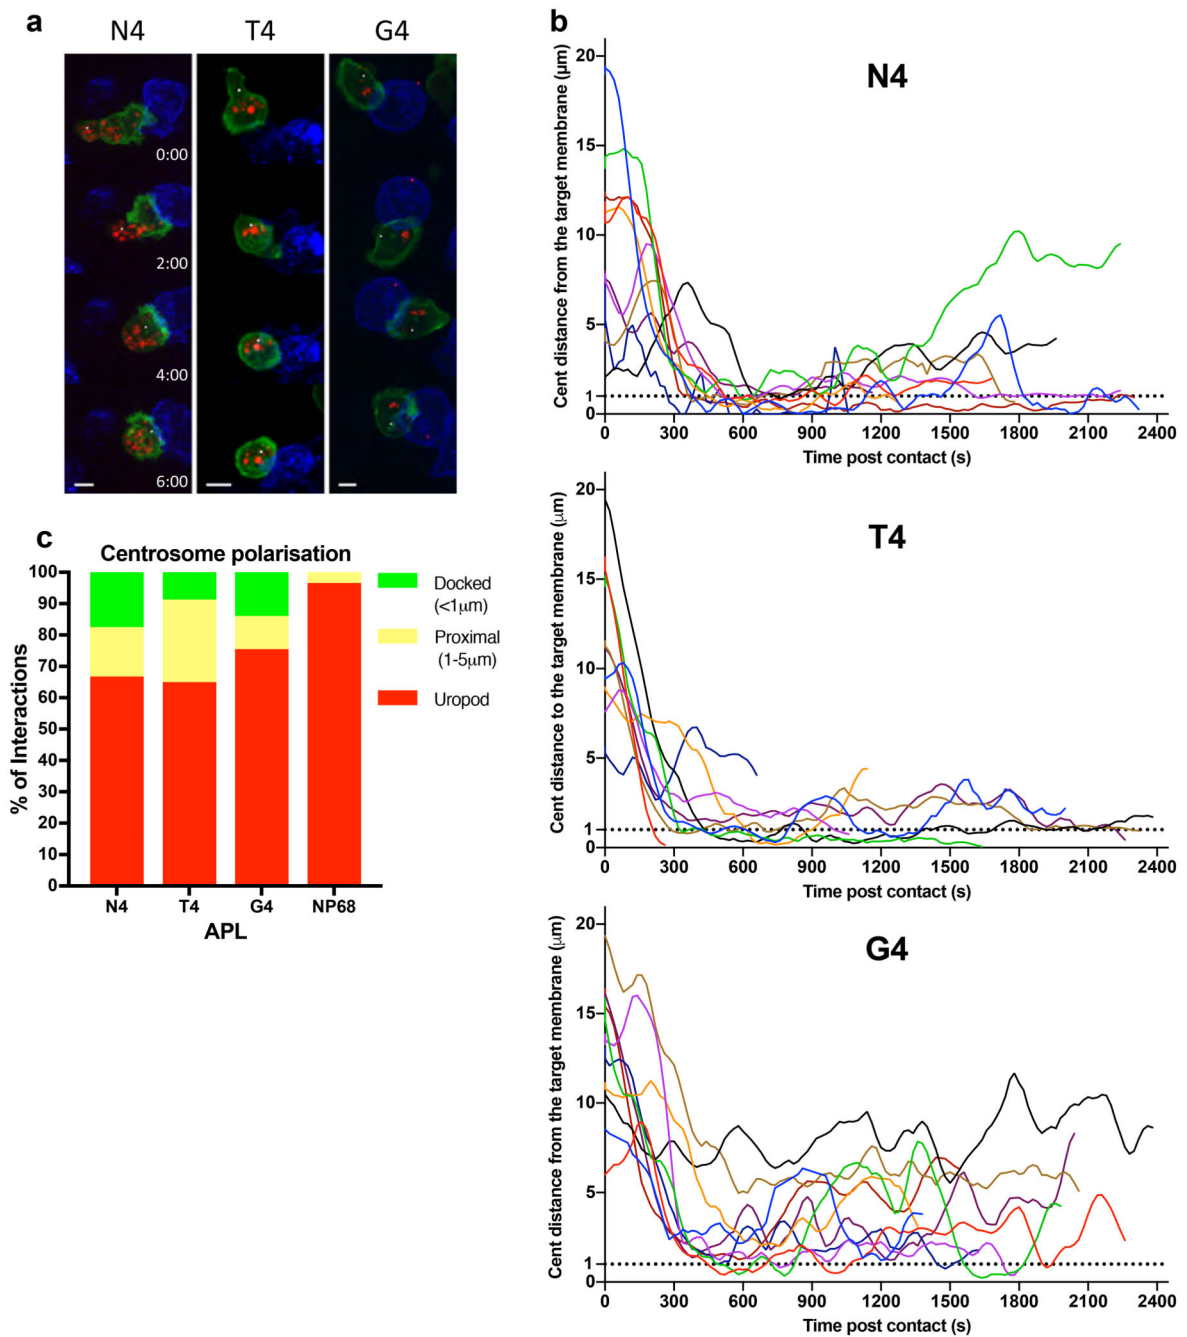 a
N4 T4 G4
0:00
2:00
4:00
6:00
b
N4
Cent distance from the target membrane (µm)
20
15
10
5
1
0
0 300 600 900 1200 1500 1800 2100 2400
Time post contact (s)
T4
Cent distance to the target membrane (µm)
20
15
10
5
1
0
0 300 600 900 1200 1500 1800 2100 2400
Time post contact (s)
G4
Cent distance from the target membrane (µm)
20
15
10
5
1
0
0 300 600 900 1200 1500 1800 2100 2400
Time post contact (s)
c
Centrosome polarisation
% of Interactions
100
90
80
70
60
50
40
30
20
10
0
N4 T4 G4 NP68
APL
Docked
(<1µm)
Proximal
(1-5µm)
Uropod